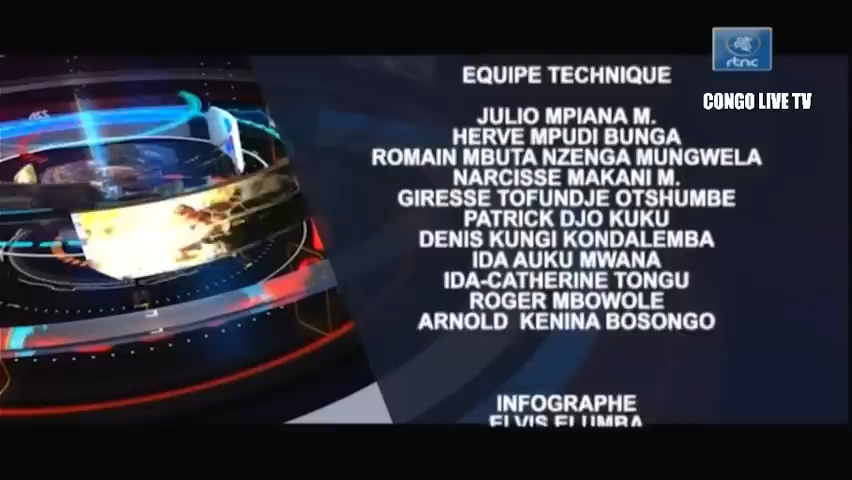 rtnc
EQUIPE TECHNIQUE
CONGO LIVE TV
JULIO MPIANA M.
HERVE MPUDI BUNGA
ROMAIN MBUTA NZENGA MUNGWELA
NARCISSE MAKANI M.
GIRESSE TOFUNDJE OTSHUMBE
PATRICK DJO KUKU
DENIS KUNGI KONDALEMBA
IDA AUKU MWANA
IDA-CATHERINE TONGU
ROGER MBOWOLE
ARNOLD KENINA BOSONGO
INFOGRAPHE
ELVIS ELUMBA